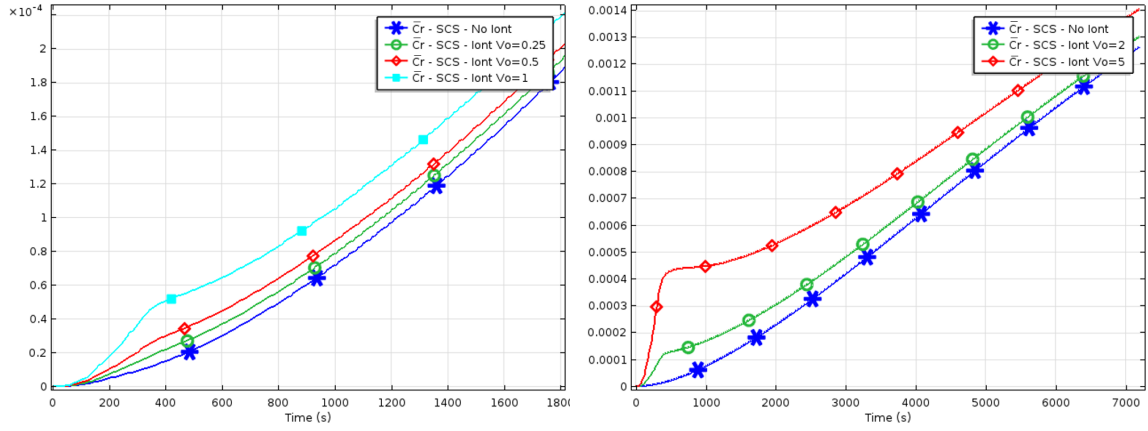 ×10⁻⁴
2
1.8
1.6
1.4
1.2
1
0.8
0.6
0.4
0.2
0
0 200 400 600 800 1000 1200 1400 1600 1800
Time (s)
C̅r - SCS - No Iont
C̅r - SCS - Iont Vo=0.25
C̅r - SCS - Iont Vo=0.5
C̅r - SCS - Iont Vo=1
0.0014
0.0013
0.0012
0.0011
0.001
0.0009
0.0008
0.0007
0.0006
0.0005
0.0004
0.0003
0.0002
0.0001
0
0 1000 2000 3000 4000 5000 6000 7000
Time (s)
C̅r - SCS - No Iont
C̅r - SCS - Iont Vo=2
C̅r - SCS - Iont Vo=5